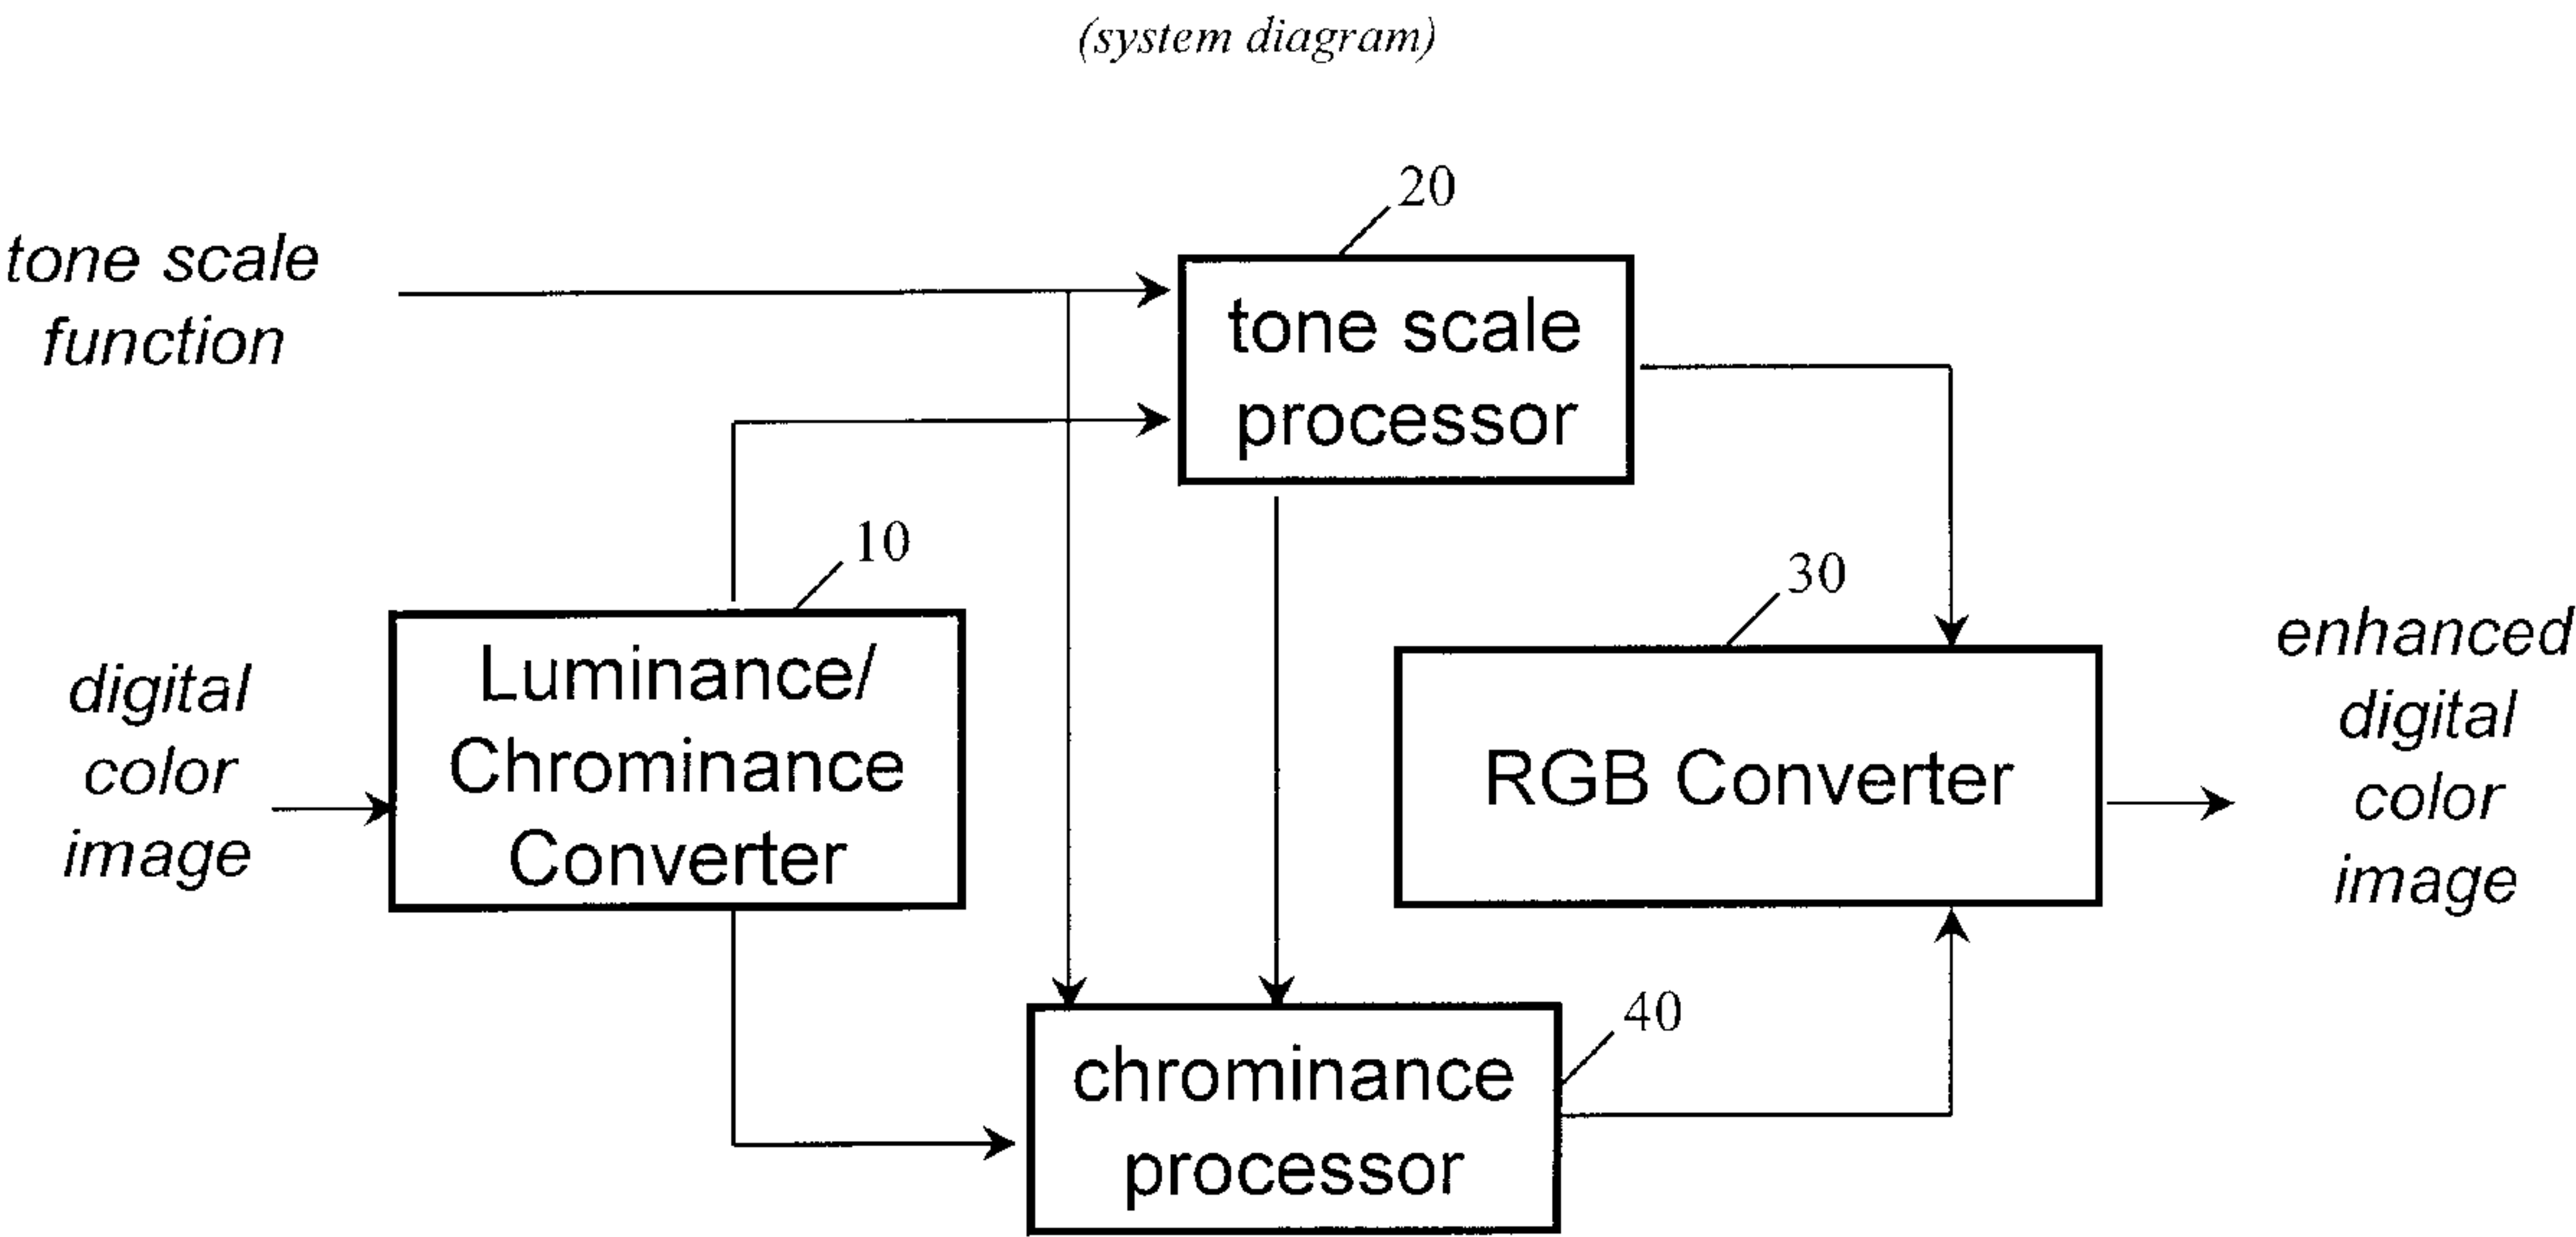 (system diagram)
20
tone scale
function
tone scale
processor
10
30
digital
color
image
Luminance/
Chrominance
Converter
RGB Converter
enhanced
digital
color
image
40
chrominance
processor